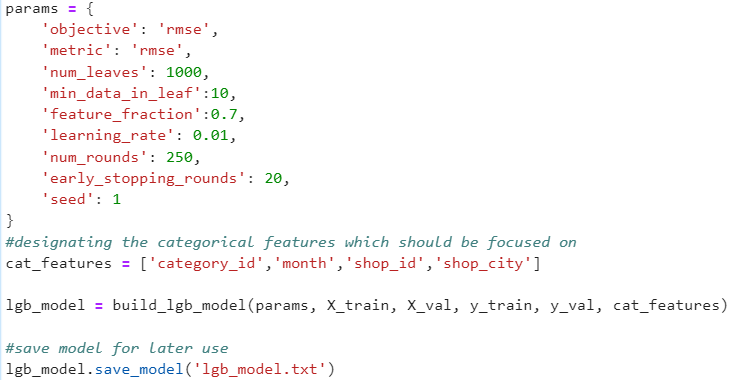 params = {
    'objective': 'rmse',
    'metric': 'rmse',
    'num_leaves': 1000,
    'min_data_in_leaf':10,
    'feature_fraction':0.7,
    'learning_rate': 0.01,
    'num_rounds': 250,
    'early_stopping_rounds': 20,
    'seed': 1
}
#designating the categorical features which should be focused on
cat_features = ['category_id','month','shop_id','shop_city']
lgb_model = build_lgb_model(params, X_train, X_val, y_train, y_val, cat_features)
#save model for later use
lgb_model.save_model('lgb_model.txt')